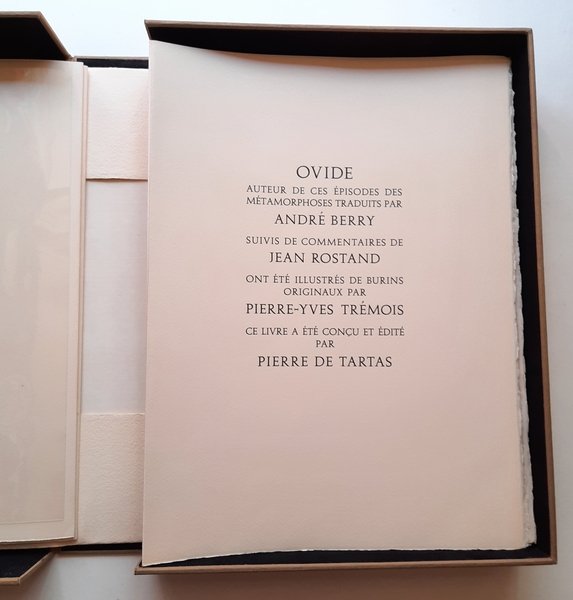 OVIDE
AUTEUR DE CES ÉPISODES DES
MÉTAMORPHOSES TRADUITS PAR
ANDRÉ BERRY
SUIVIS DE COMMENTAIRES DE
JEAN ROSTAND
ONT ÉTÉ ILLUSTRÉS DE BURINS
ORIGINAUX PAR
PIERRE-YVES TRÉMOIS
CE LIVRE A ÉTÉ CONÇU ET ÉDITÉ
PAR
PIERRE DE TARTAS